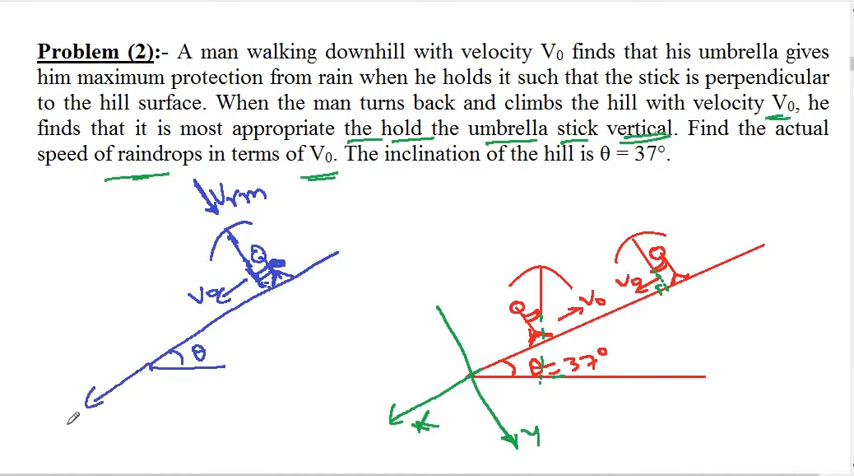 Problem (2):- A man walking downhill with velocity V₀ finds that his umbrella gives
him maximum protection from rain when he holds it such that the stick is perpendicular
to the hill surface. When the man turns back and climbs the hill with velocity V₀, he
finds that it is most appropriate the hold the umbrella stick vertical. Find the actual
speed of raindrops in terms of V₀. The inclination of the hill is θ = 37°.
Vrm
V₀
θ
V₀
V₀
θ=37°
x
y